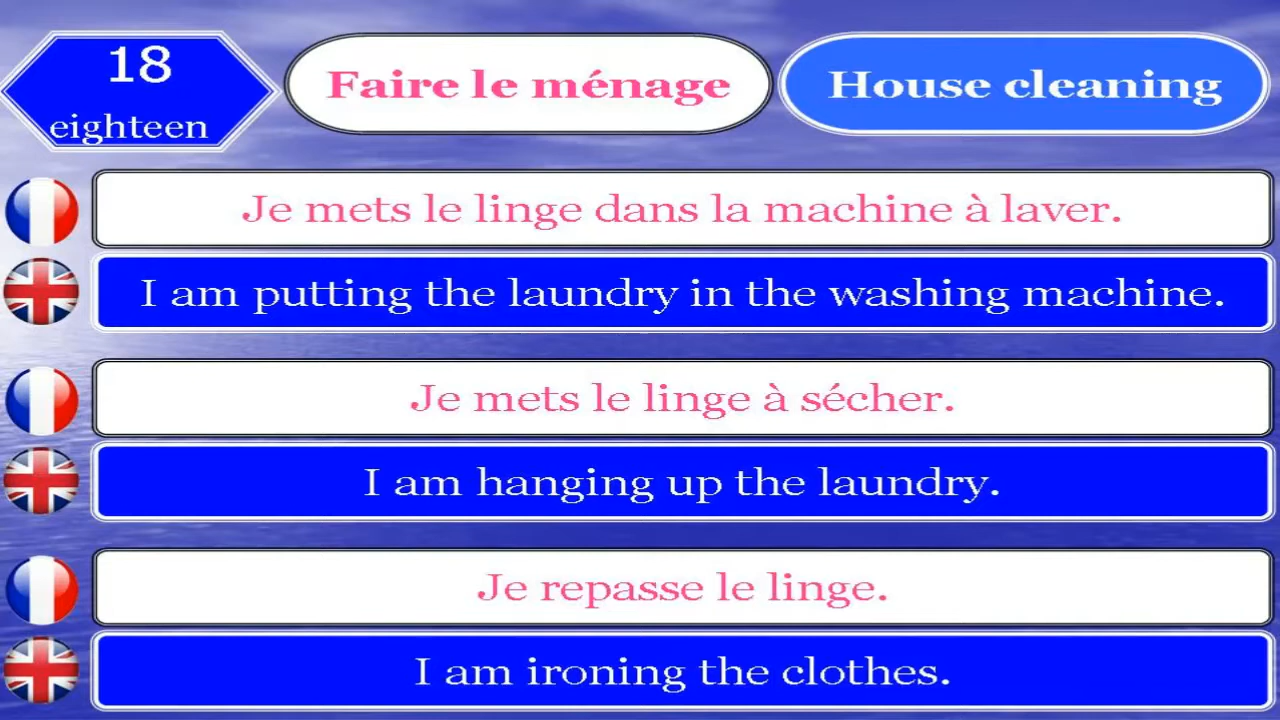 18
eighteen
Faire le ménage
House cleaning
Je mets le linge dans la machine à laver.
I am putting the laundry in the washing machine.
Je mets le linge à sécher.
I am hanging up the laundry.
Je repasse le linge.
I am ironing the clothes.